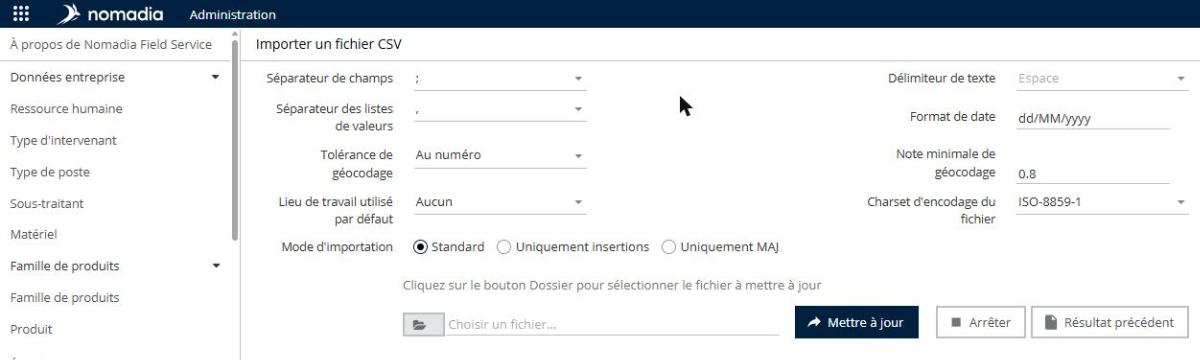 nomadia
Administration
À propos de Nomadia Field Service
Données entreprise
Ressource humaine
Type d'intervenant
Type de poste
Sous-traitant
Matériel
Famille de produits
Famille de produits
Produit
Importer un fichier CSV
Séparateur de champs
;
Délimiteur de texte
Espace
Séparateur des listes
de valeurs
,
Format de date
dd/MM/yyyy
Tolérance de
géocodage
Au numéro
Note minimale de
géocodage
0.8
Lieu de travail utilisé
par défaut
Aucun
Charset d'encodage du
fichier
ISO-8859-1
Mode d'importation
Standard
Uniquement insertions
Uniquement MAJ
Cliquez sur le bouton Dossier pour sélectionner le fichier à mettre à jour
Choisir un fichier...
Mettre à jour
Arrêter
Résultat précédent